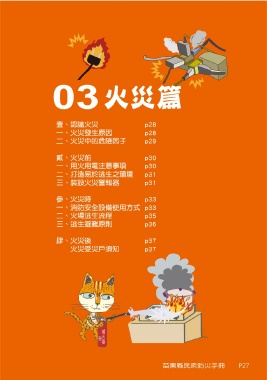 03 火災篇
壹、認識火災 p28
一、火災發生原因 p28
二、火災中的危險因子 p29
貳、火災前 p30
一、用火用電注意事項 p30
二、打造易於逃生之環境 p31
三、裝設火災警報器 p31
參、火災時 p33
一、消防安全設備使用方式 p33
二、火場逃生流程 p35
三、逃生避難原則 p36
肆、火災後 p37
火災受災戶須知 p37
苗栗縣民眾防災手冊 P27